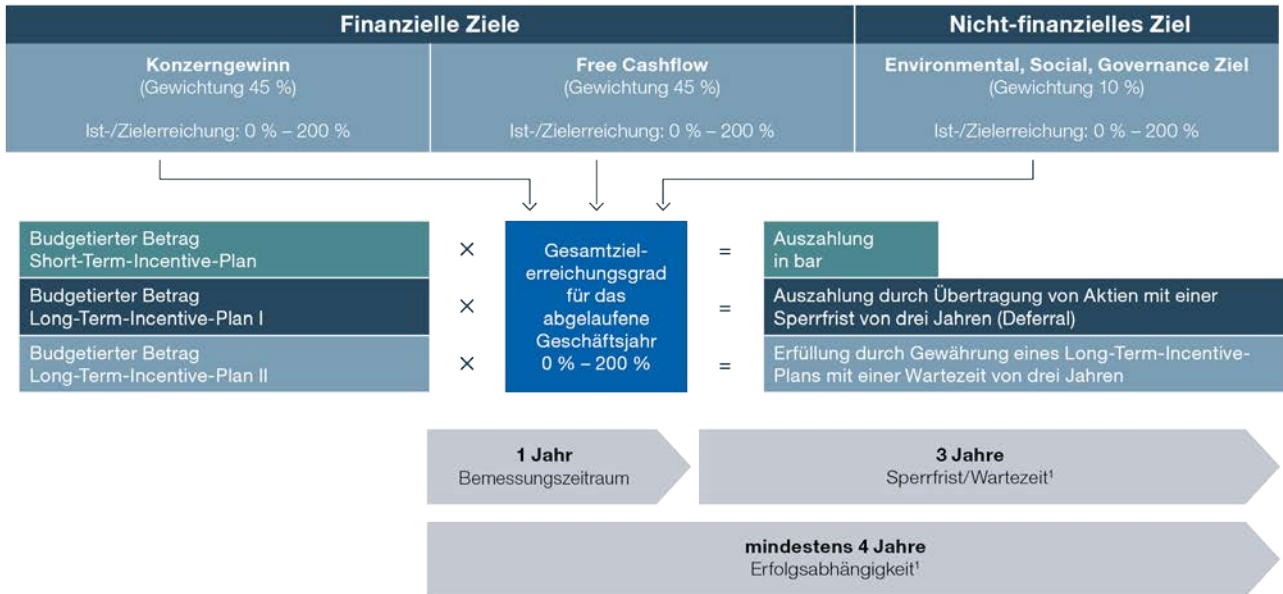 Finanzielle Ziele
Nicht-finanzielles Ziel
Konzerngewinn
(Gewichtung 45 %)
Ist-/Zielerreichung: 0 % – 200 %
Free Cashflow
(Gewichtung 45 %)
Ist-/Zielerreichung: 0 % – 200 %
Environmental, Social, Governance Ziel
(Gewichtung 10 %)
Ist-/Zielerreichung: 0 % – 200 %
Budgetierter Betrag
Short-Term-Incentive-Plan
×
Gesamtziel-
erreichungsgrad
für das
abgelaufene
Geschäftsjahr
0 % – 200 %
=
Auszahlung
in bar
Budgetierter Betrag
Long-Term-Incentive-Plan I
×
=
Auszahlung durch Übertragung von Aktien mit einer
Sperrfrist von drei Jahren (Deferral)
Budgetierter Betrag
Long-Term-Incentive-Plan II
×
=
Erfüllung durch Gewährung eines Long-Term-Incentive-
Plans mit einer Wartezeit von drei Jahren
1 Jahr
Bemessungszeitraum
3 Jahre
Sperrfrist/Wartezeit¹
mindestens 4 Jahre
Erfolgsabhängigkeit¹